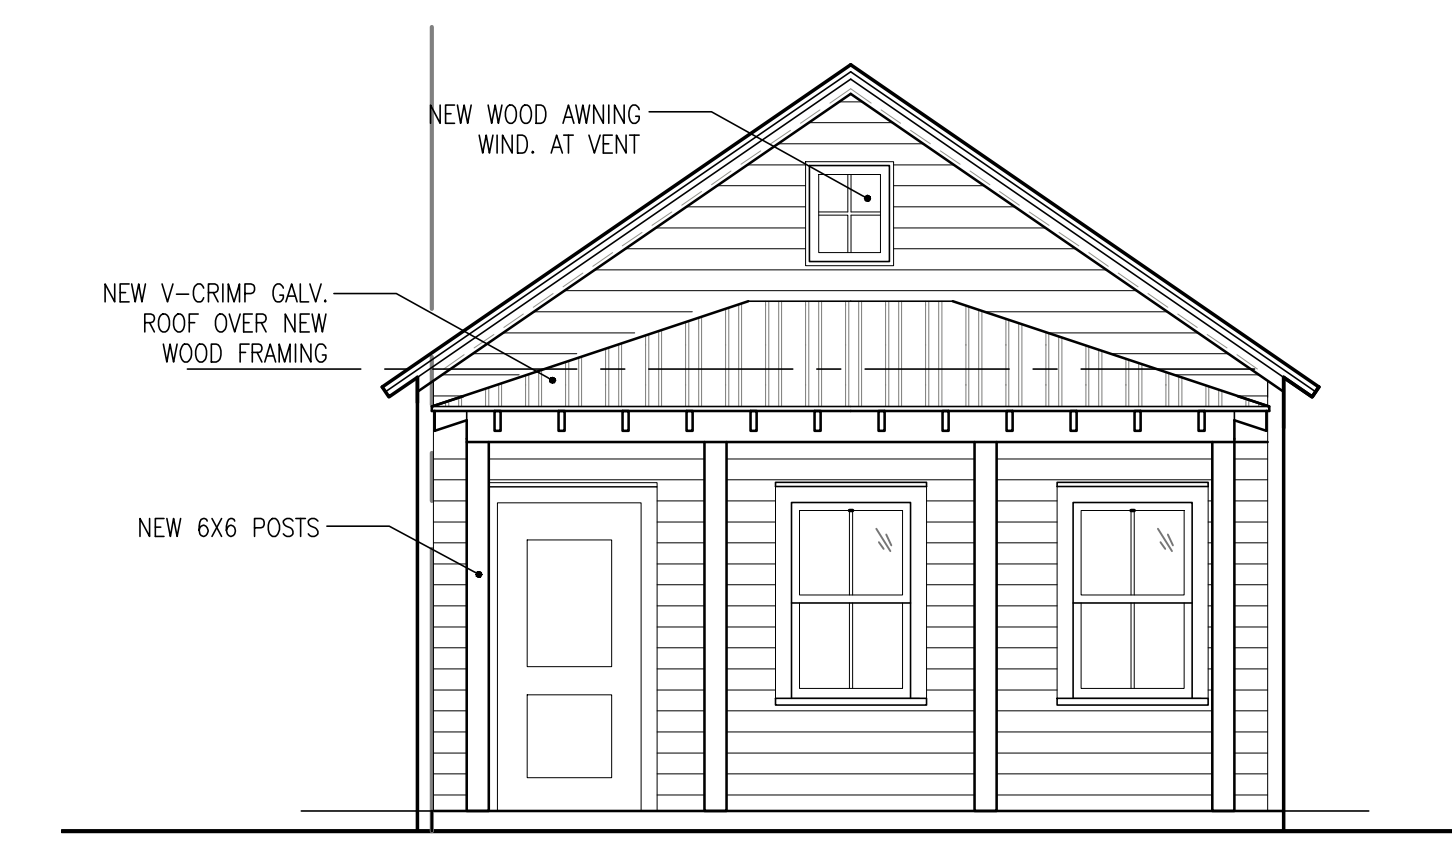 NEW WOOD AWNING
WIND. AT VENT
NEW V-CRIMP GALV.
ROOF OVER NEW
WOOD FRAMING
NEW 6X6 POSTS